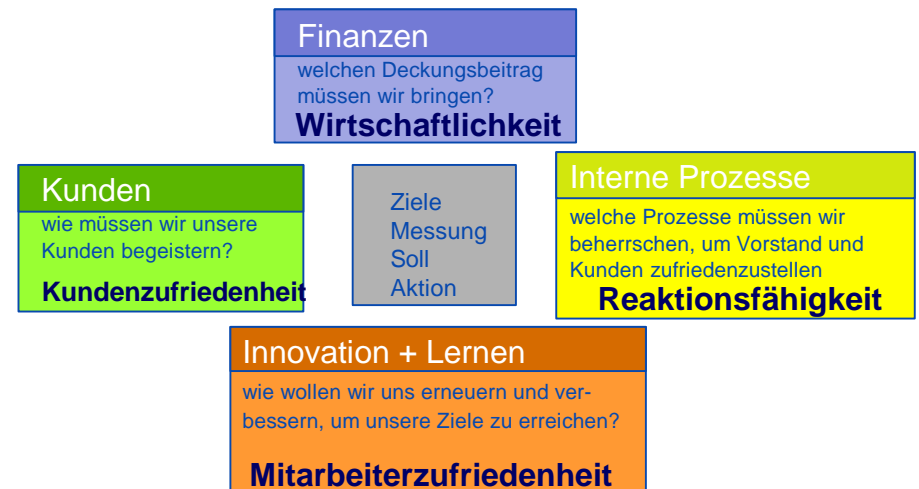 Finanzen
welchen Deckungsbeitrag
müssen wir bringen?
Wirtschaftlichkeit
Kunden
wie müssen wir unsere
Kunden begeistern?
Kundenzufriedenheit
Ziele
Messung
Soll
Aktion
Interne Prozesse
welche Prozesse müssen wir
beherrschen, um Vorstand und
Kunden zufriedenzustellen
Reaktionsfähigkeit
Innovation + Lernen
wie wollen wir uns erneuern und ver-
bessern, um unsere Ziele zu erreichen?
Mitarbeiterzufriedenheit